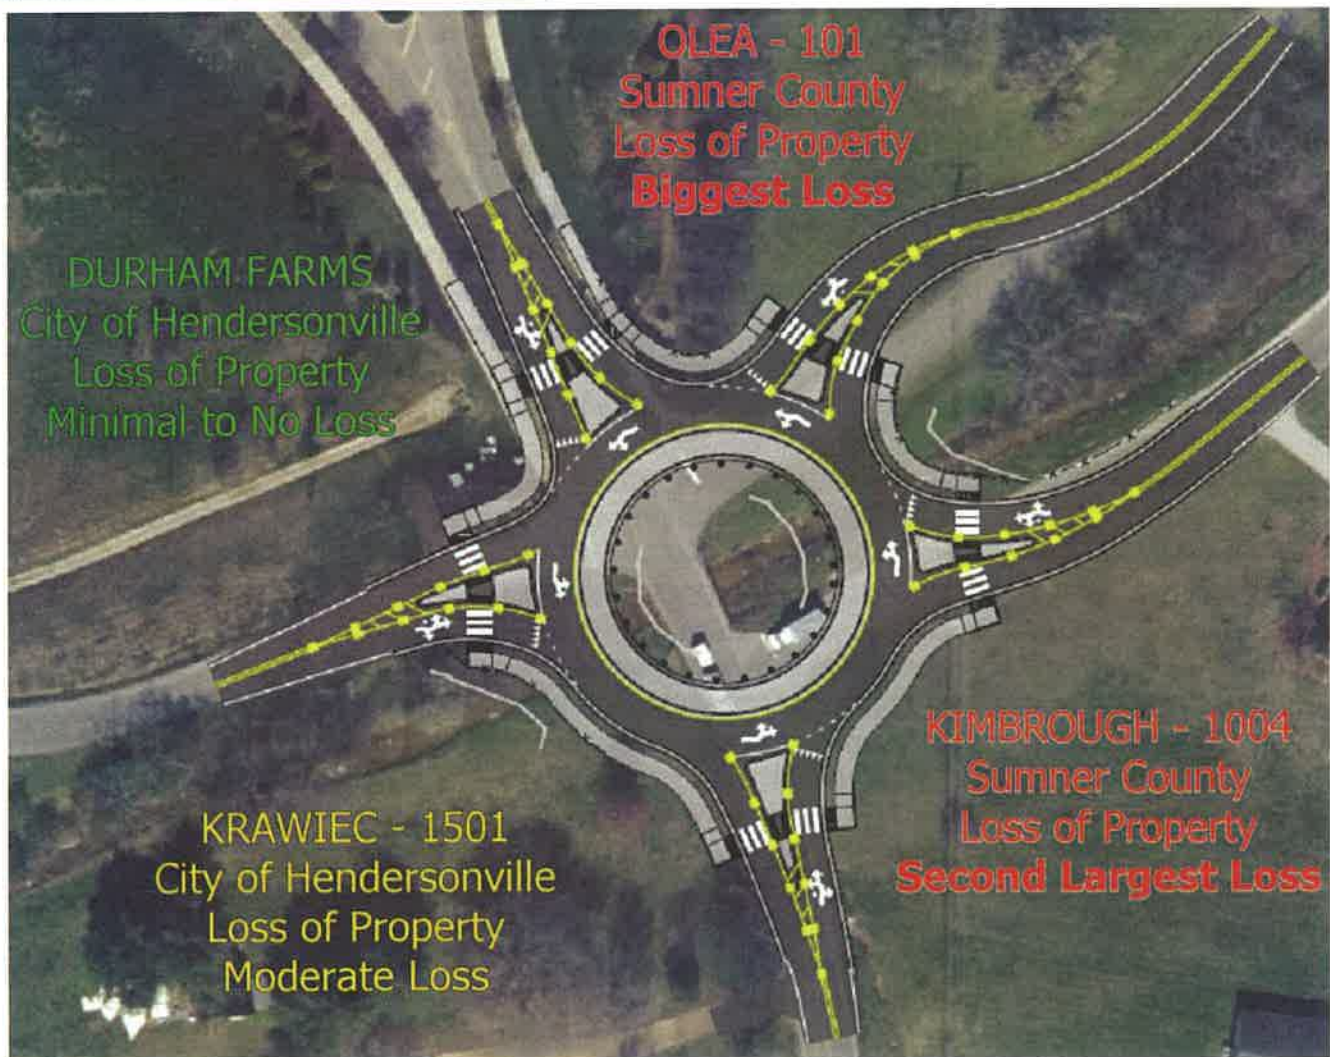 OLEA - 101
Sumner County
Loss of Property
Biggest Loss
DURHAM FARMS
City of Hendersonville
Loss of Property
Minimal to No Loss
KRAWIEC - 1501
City of Hendersonville
Loss of Property
Moderate Loss
KIMBROUGH - 1004
Sumner County
Loss of Property
Second Largest Loss